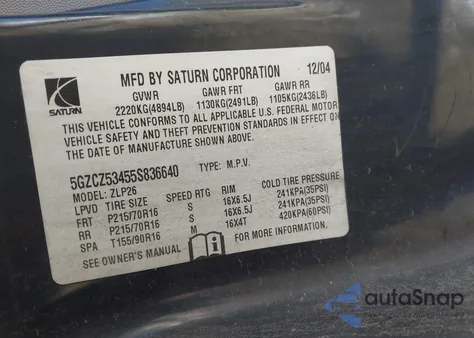 MFD BY SATURN CORPORATION 12/04
SATURN
GVWR GAWR FRT GAWR RR
2220KG(4894LB) 1130KG(2491LB) 1105KG(2436LB)
THIS VEHICLE CONFORMS TO ALL APPLICABLE U.S. FEDERAL MOTOR
VEHICLE SAFETY AND THEFT PREVENTION STANDARDS IN EFFECT ON
THE DATE OF MANUFACTURE SHOWN ABOVE.
5GZCZ53455S836640 TYPE: M.P.V.
MODEL: ZLP26
LPVD TIRE SIZE SPEED RTG RIM COLD TIRE PRESSURE
FRT P215/70R16 S 16X6.5J 241KPA(35PSI)
RR P215/70R16 S 16X6.5J 241KPA(35PSI)
SPA T155/90R16 M 16X4T 420KPA(60PSI)
SEE OWNER'S MANUAL FOR MORE INFORMATION.
autoSnap